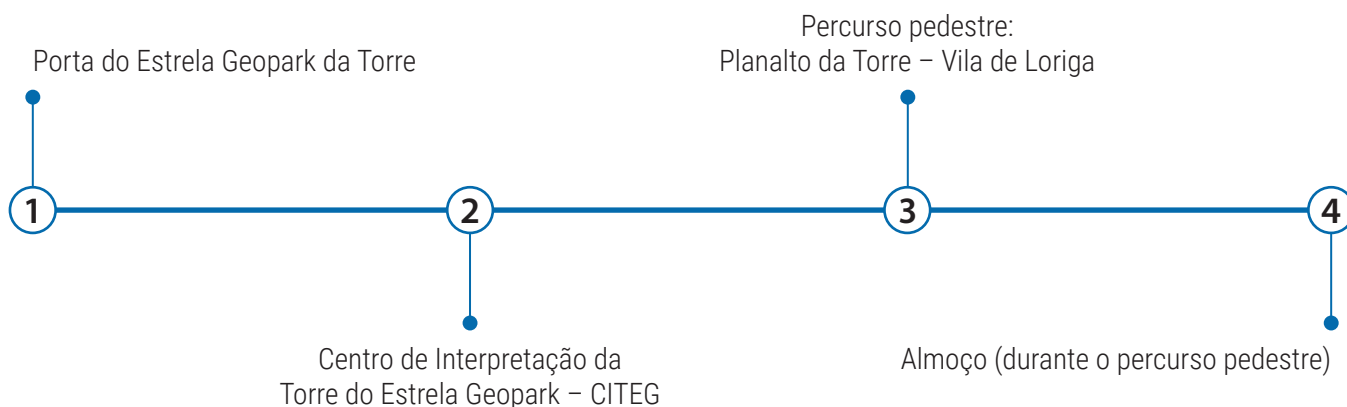 Porta do Estrela Geopark da Torre
Percurso pedestre:
Planalto da Torre – Vila de Loriga
1
2
3
4
Centro de Interpretação da
Torre do Estrela Geopark – CITEG
Almoço (durante o percurso pedestre)